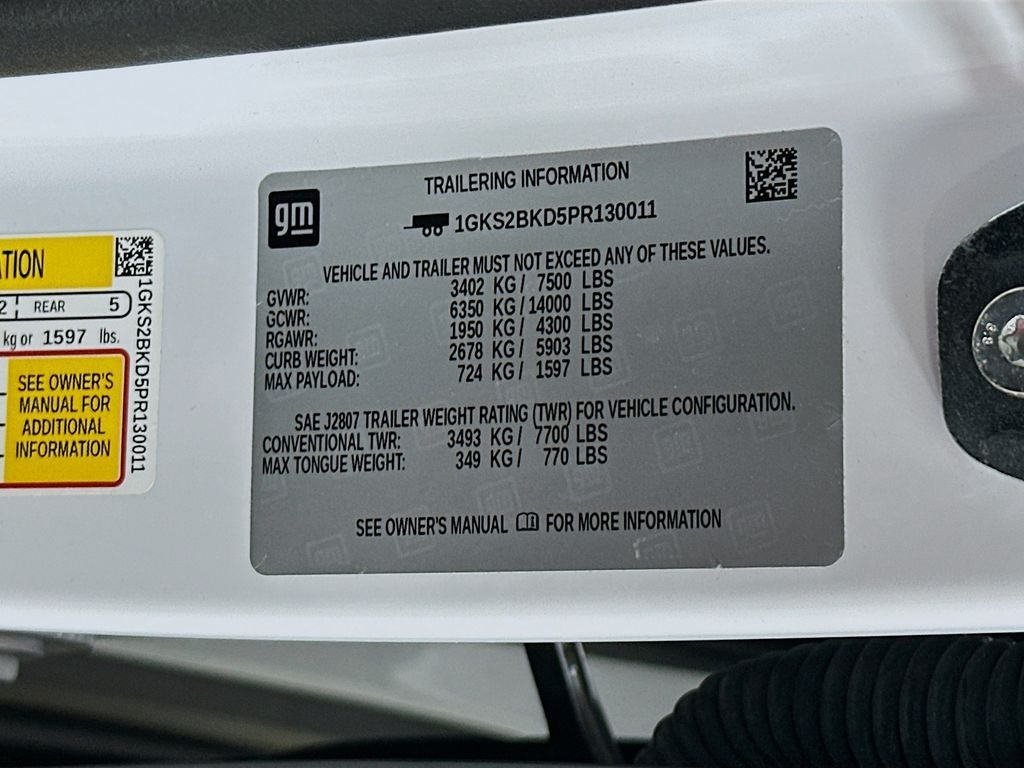 TRAILERING INFORMATION
gm
1GKS2BKD5PR130011
VEHICLE AND TRAILER MUST NOT EXCEED ANY OF THESE VALUES.
GVWR: 3402 KG / 7500 LBS
GCWR: 6350 KG / 14000 LBS
RGAWR: 1950 KG / 4300 LBS
CURB WEIGHT: 2678 KG / 5903 LBS
MAX PAYLOAD: 724 KG / 1597 LBS
SAE J2807 TRAILER WEIGHT RATING (TWR) FOR VEHICLE CONFIGURATION.
CONVENTIONAL TWR: 3493 KG / 7700 LBS
MAX TONGUE WEIGHT: 349 KG / 770 LBS
SEE OWNER'S MANUAL FOR MORE INFORMATION
ATION
2 REAR 5
kg or 1597 lbs.
SEE OWNER'S
MANUAL FOR
ADDITIONAL
INFORMATION
1GKS2BKD5PR130011
8.8